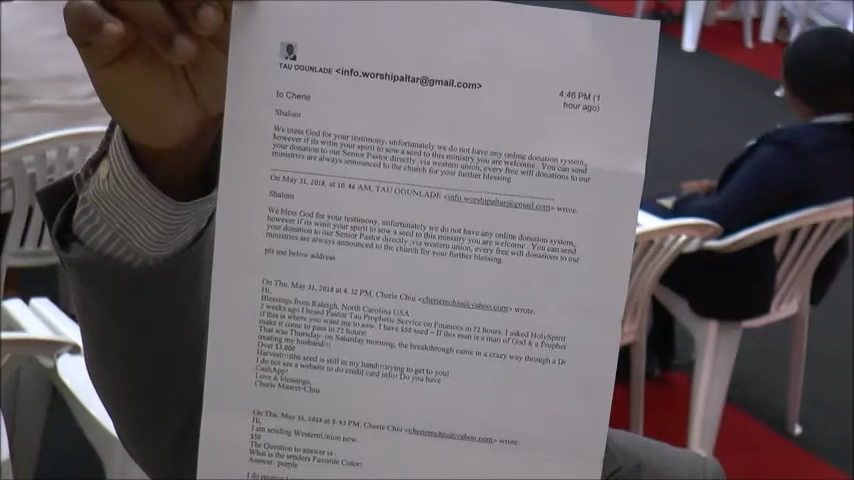 TAU OGUNLADE <info.worshipaltar@gmail.com>
4:46 PM (1
hour ago)
to Cherie
Shalom
We bless God for your testimony, unfortunately we do not have any online donation system,
however if its witin your spirit to sow a seed to this ministry you are welcome . You can send
your donation to our Senior Pastor directly ,via western union, every free will donations to our
ministries are always announced to the church for your further blessing
On May 31, 2018, at 10:46 AM, TAU OGUNLADE <info.worshipaltar@gmail.com> wrote:
Shalom
We bless God for your testimony, unfortunately we do not have any online donation system,
however if its witin your spirit to sow a seed to this ministry you are welcome . You can send
your donation to our Senior Pastor directly ,via western union, every free will donations to our
ministries are always announced to the church for your further blessing.
pls use below address
On Thu, May 31, 2018 at 4:12 PM, Cherie Chiu <cheriemchiu@yahoo.com> wrote:
Hi,
Blessings from Raleigh, North Carolina USA
2 weeks ago I heard Pastor Tau Prophetic Service on Finances in 72 hours. I asked HolySpirit
if this is where you want me to sow. I have $50 seed - If this man is a man of God & a Prophet
make it come to pass in 72 hours!
That was Thursday- on Saturday morning, the breakthrough came in a crazy way through a Dr
treating my husband!!
Over $3,000
Harvest!!!the seed is still in my hand!!trying to get to you!
I do not see a website to do credit card info! Do you have
CashApp!
Love & blessings,
Cherie Maurer-Chiu
On Thu, May 31, 2018 at 5:43 PM, Cherie Chiu <cheriemchiu@yahoo.com> wrote:
Hi,
I am sending WesternUnion now
$50
The Question to answer is
What is the senders Favorite Color:
Answer purple